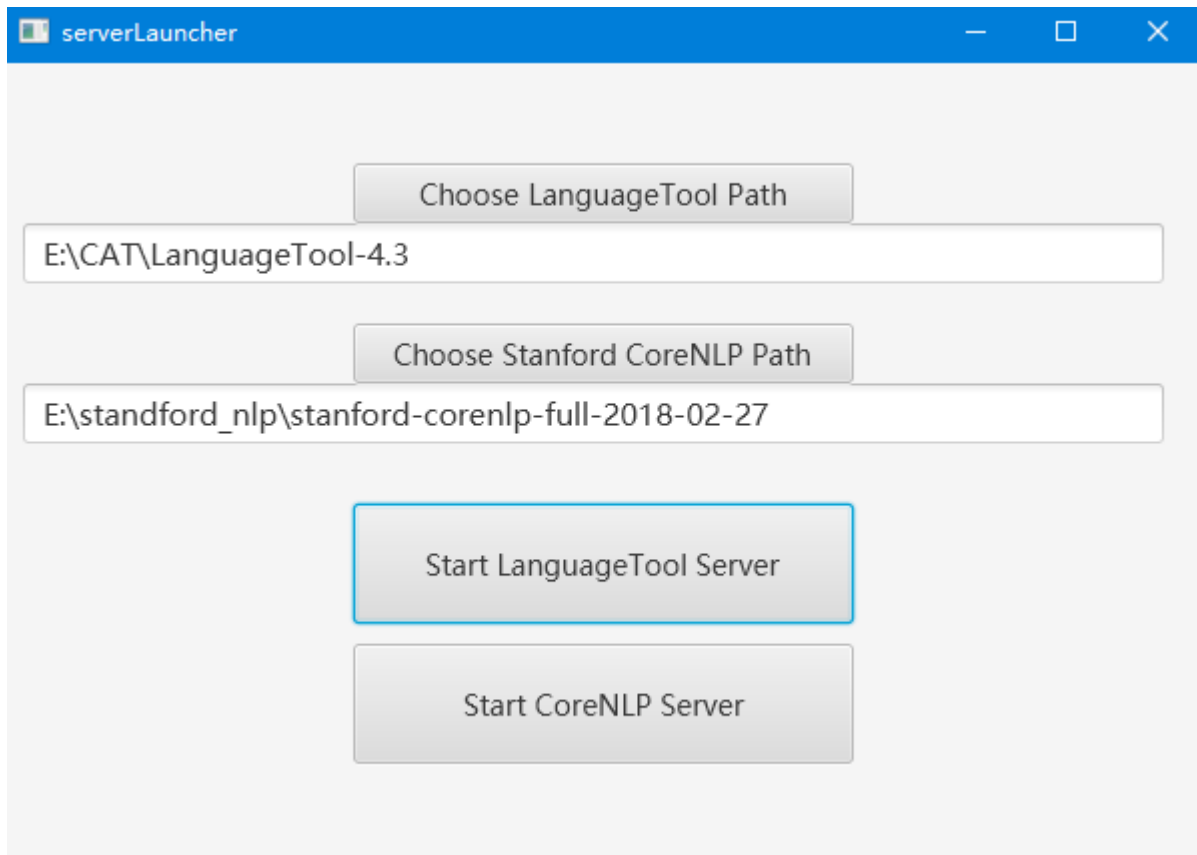 serverLauncher
Choose LanguageTool Path
E:\CAT\LanguageTool-4.3
Choose Stanford CoreNLP Path
E:\standford_nlp\stanford-corenlp-full-2018-02-27
Start LanguageTool Server
Start CoreNLP Server